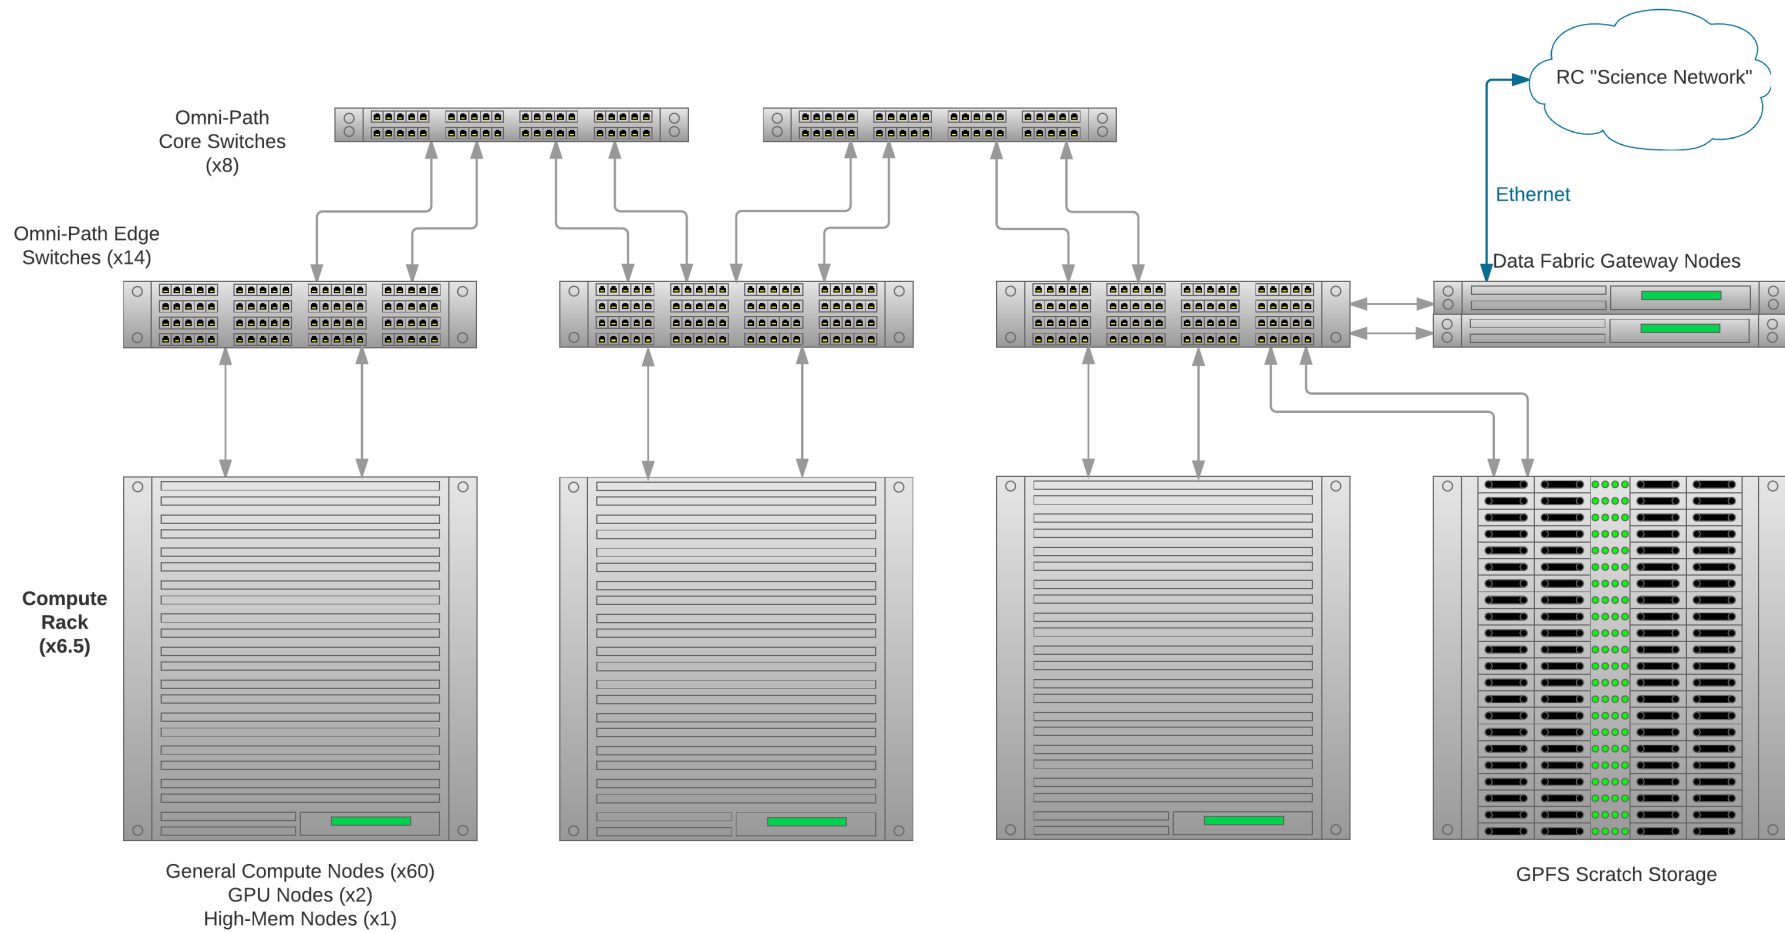 RC "Science Network"
Omni-Path
Core Switches
(x8)
Ethernet
Omni-Path Edge
Switches (x14)
Data Fabric Gateway Nodes
Compute
Rack
(x6.5)
General Compute Nodes (x60)
GPU Nodes (x2)
High-Mem Nodes (x1)
GPFS Scratch Storage